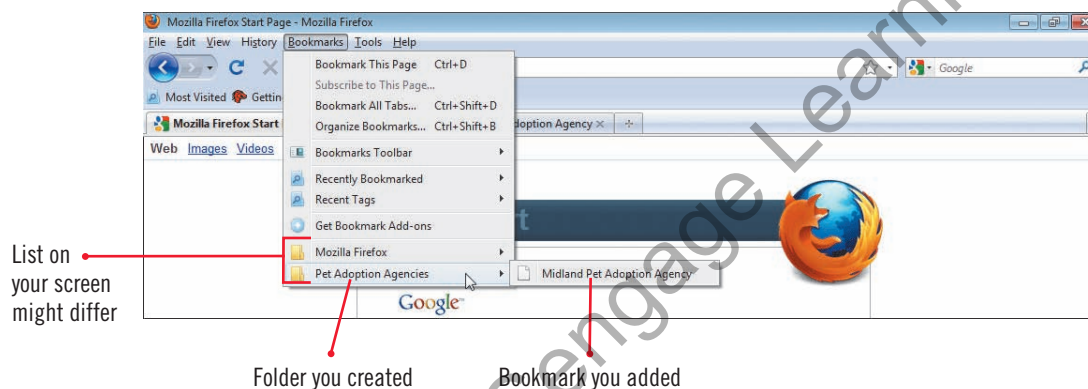 Mozilla Firefox Start Page - Mozilla Firefox
File Edit View History Bookmarks Tools Help
Bookmark This Page Ctrl+D
Subscribe to This Page...
Bookmark All Tabs... Ctrl+Shift+D
Organize Bookmarks... Ctrl+Shift+B
Bookmarks Toolbar
Recently Bookmarked
Recent Tags
Get Bookmark Add-ons
Mozilla Firefox
Pet Adoption Agencies
Midland Pet Adoption Agency
Google
Most Visited
Mozilla Firefox Start
doption Agency
Web Images Videos
t
Google
List on
your screen
might differ
Folder you created
Bookmark you added
engage Learn